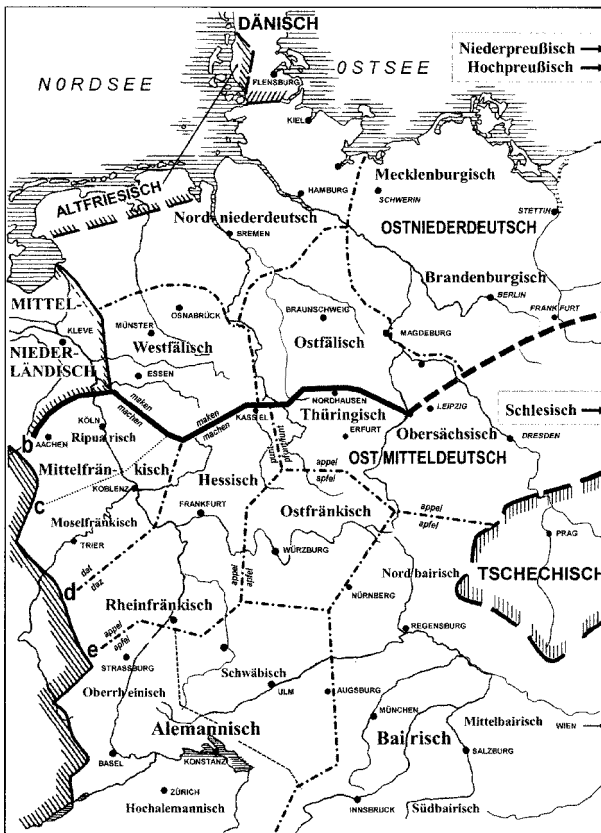 DÄNISCH
Niederpreußisch
Hochpreußisch
NORDSEE
OSTSEE
FLENSBURG
KIEL
Mecklenburgisch
HAMBURG
SCHWERIN
ALTFRIESISCH
STETTIN
Nord-niederdeutsch
BREMEN
OSTNIEDERDEUTSCH
Brandenburgisch
BERLIN
FRANKFURT
MITTEL-
OSNABRÜCK
BRAUNSCHWEIG
KLEVE
MÜNSTER
MAGDEBURG
NIEDER-
LÄNDISCH
Westfälisch
Ostfälisch
ESSEN
NORDHAUSEN
Schlesisch
maken
machen
maken
machen
KASSEL
Thüringisch
LEIPZIG
KÖLN
b
AACHEN
Ripuarisch
pund
pfund
ERFURT
Obersächsisch
DRESDEN
OSTMITTELDEUTSCH
Mittelfrän-
kisch
Hessisch
appel
apfel
KOBLENZ
c
FRANKFURT
Ostfränkisch
appel
apfel
Moselfränkisch
PRAG
TRIER
WÜRZBURG
TSCHECHISCH
dat
daz
d
appel
apfel
Nordbairisch
NÜRNBERG
Rheinfränkisch
REGENSBURG
appel
apfel
e
STRASSBURG
Schwäbisch
Oberrheinisch
ULM
AUGSBURG
MÜNCHEN
Mittelbairisch
WIEN
Alemannisch
Bairisch
SALZBURG
BASEL
KONSTANZ
ZÜRICH
Hochalemannisch
INNSBRUCK
Südbairisch